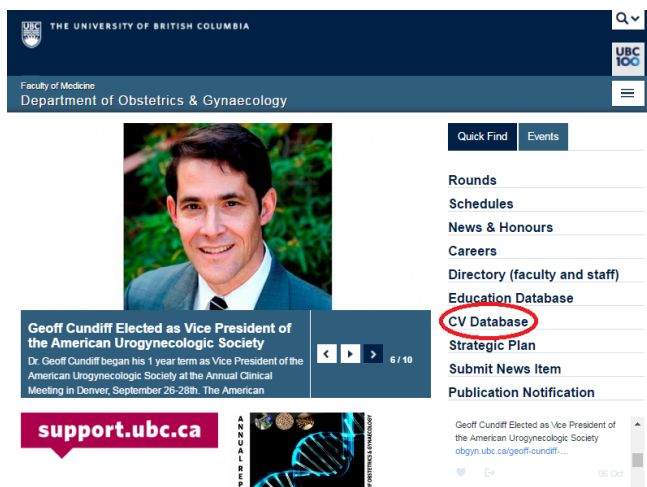 UBC
THE UNIVERSITY OF BRITISH COLUMBIA
UBC
100
Faculty of Medicine
Department of Obstetrics & Gynaecology
Quick Find
Events
Rounds
Schedules
News & Honours
Careers
Directory (faculty and staff)
Education Database
CV Database
Strategic Plan
Submit News Item
Publication Notification
Geoff Cundiff Elected as Vice President of
the American Urogynecologic Society
Dr. Geoff Cundiff began his 1 year term as Vice President of the
American Urogynecologic Society at the Annual Clinical
Meeting in Denver, September 26-28th. The American
6 / 10
support.ubc.ca
ANNUAL REP
OF OBSTETRICS & GYNAECOLOGY
Geoff Cundiff Elected as Vice President of
the American Urogynecologic Society
obgyn.ubc.ca/geoff-cundiff-...
06 Oct